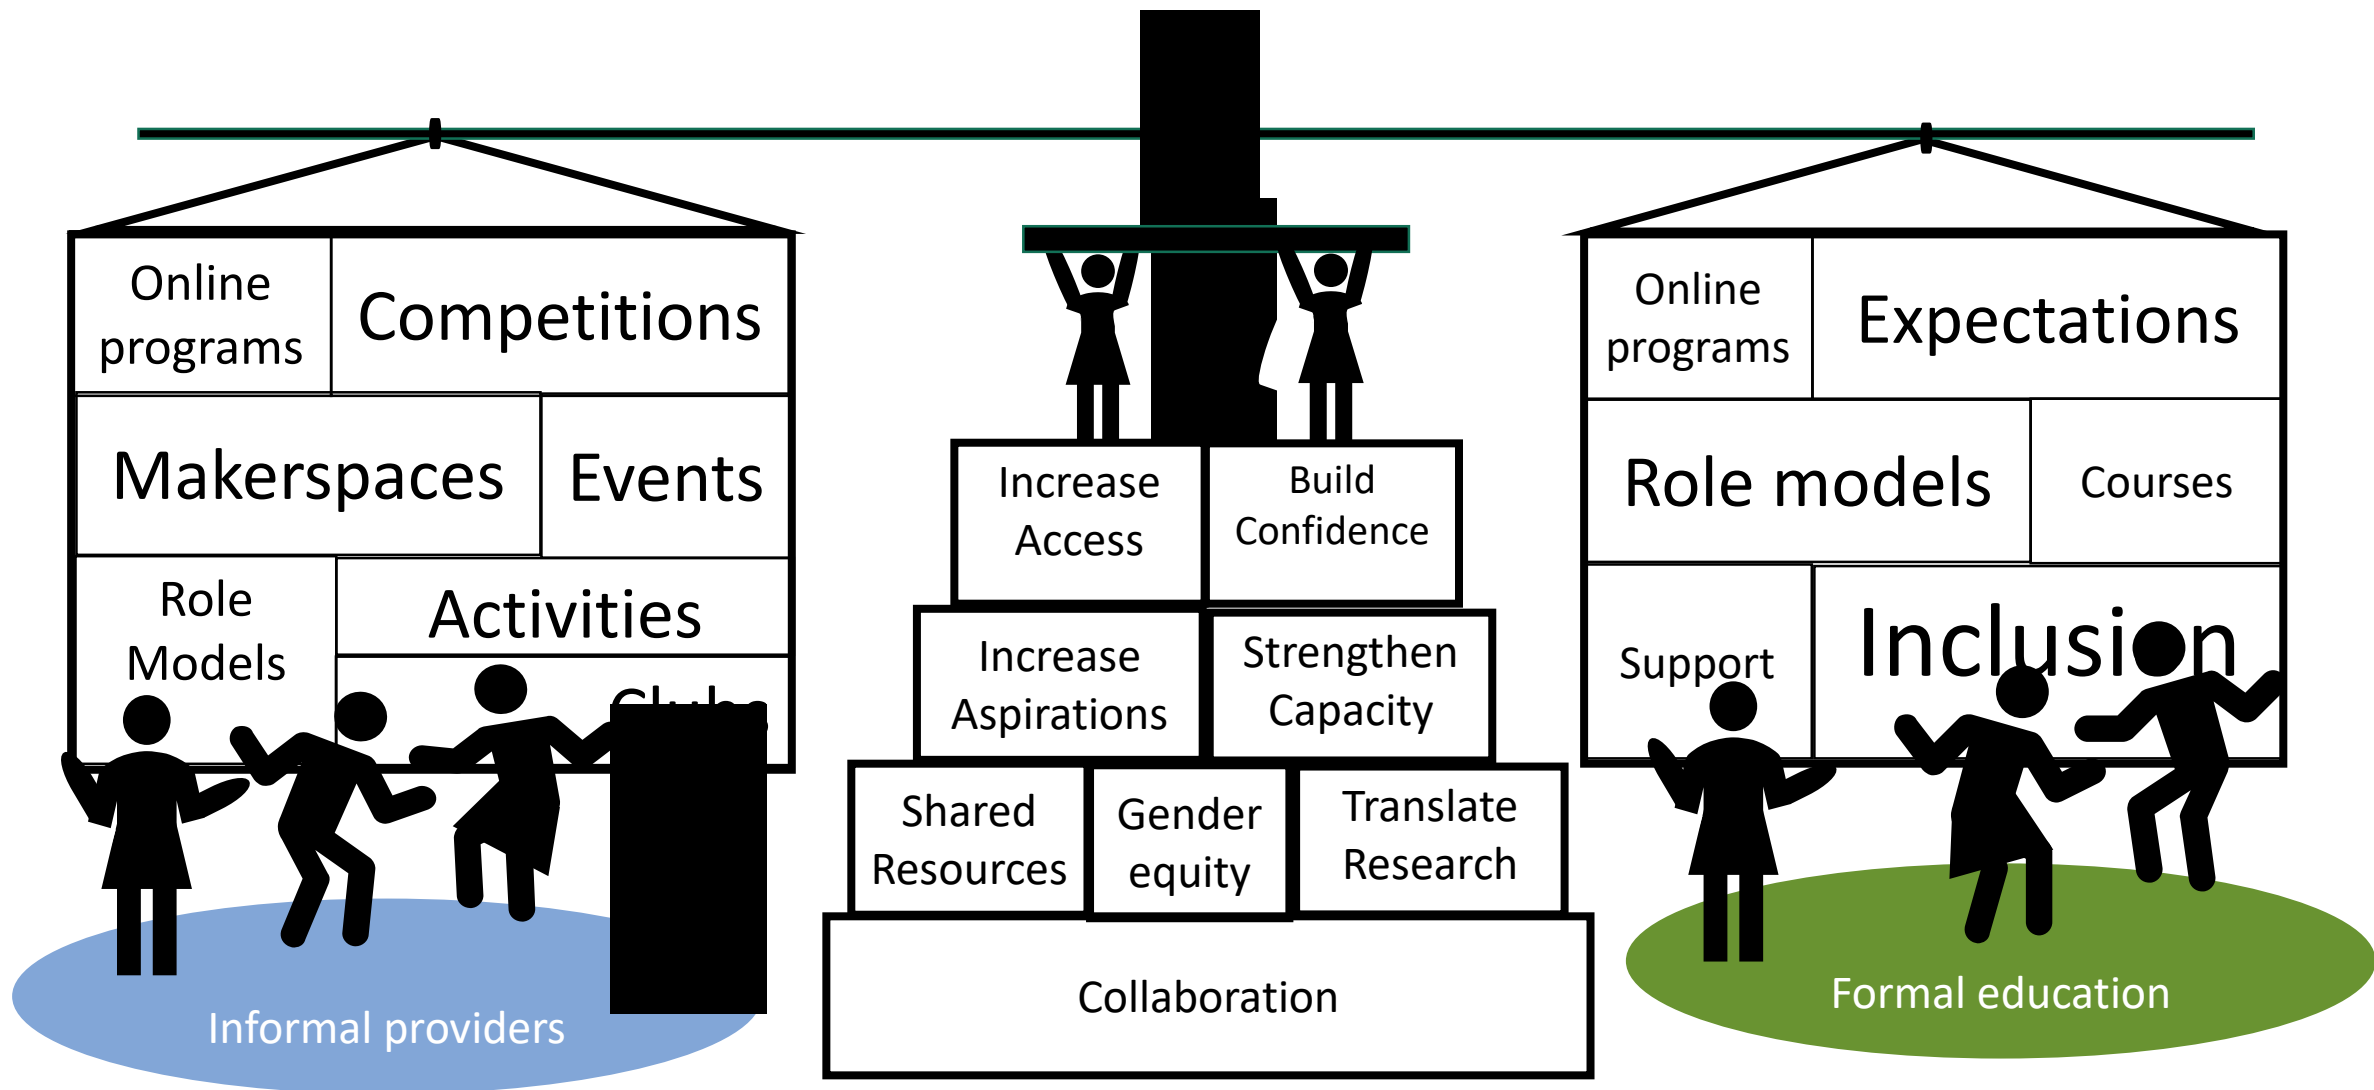 Online
programs
Competitions
Makerspaces
Events
Role
Models
Activities
Clubs
Increase
Access
Build
Confidence
Increase
Aspirations
Strengthen
Capacity
Shared
Resources
Gender
equity
Translate
Research
Collaboration
Online
programs
Expectations
Role models
Courses
Support
Inclusion
Informal providers
Formal education